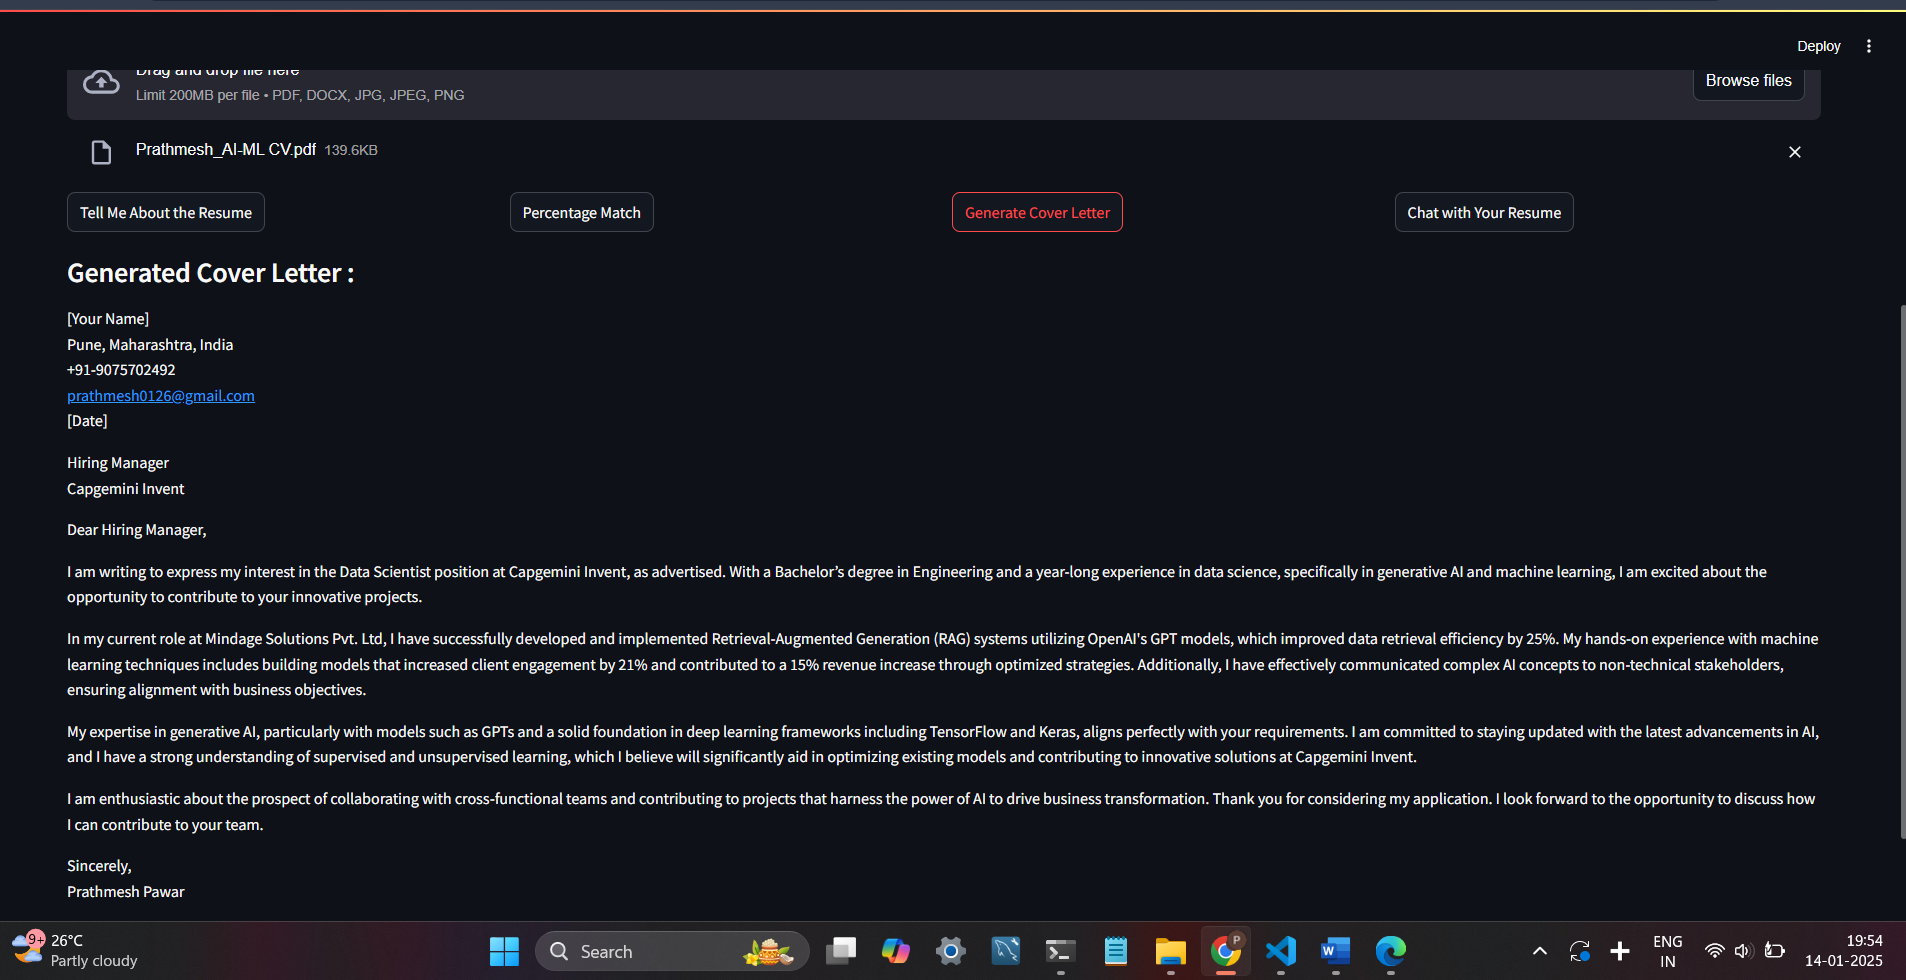 Deploy
Drag and drop file here
Limit 200MB per file • PDF, DOCX, JPG, JPEG, PNG
Browse files
Prathmesh_AI-ML CV.pdf 139.6KB
Tell Me About the Resume
Percentage Match
Generate Cover Letter
Chat with Your Resume
Generated Cover Letter :
[Your Name]
Pune, Maharashtra, India
+91-9075702492
prathmesh0126@gmail.com
[Date]
Hiring Manager
Capgemini Invent
Dear Hiring Manager,
I am writing to express my interest in the Data Scientist position at Capgemini Invent, as advertised. With a Bachelor’s degree in Engineering and a year-long experience in data science, specifically in generative AI and machine learning, I am excited about the
opportunity to contribute to your innovative projects.
In my current role at Mindage Solutions Pvt. Ltd, I have successfully developed and implemented Retrieval-Augmented Generation (RAG) systems utilizing OpenAI's GPT models, which improved data retrieval efficiency by 25%. My hands-on experience with machine
learning techniques includes building models that increased client engagement by 21% and contributed to a 15% revenue increase through optimized strategies. Additionally, I have effectively communicated complex AI concepts to non-technical stakeholders,
ensuring alignment with business objectives.
My expertise in generative AI, particularly with models such as GPTs and a solid foundation in deep learning frameworks including TensorFlow and Keras, aligns perfectly with your requirements. I am committed to staying updated with the latest advancements in AI,
and I have a strong understanding of supervised and unsupervised learning, which I believe will significantly aid in optimizing existing models and contributing to innovative solutions at Capgemini Invent.
I am enthusiastic about the prospect of collaborating with cross-functional teams and contributing to projects that harness the power of AI to drive business transformation. Thank you for considering my application. I look forward to the opportunity to discuss how
I can contribute to your team.
Sincerely,
Prathmesh Pawar
9+
26°C
Partly cloudy
Search
P
W
ENG
IN
19:54
14-01-2025